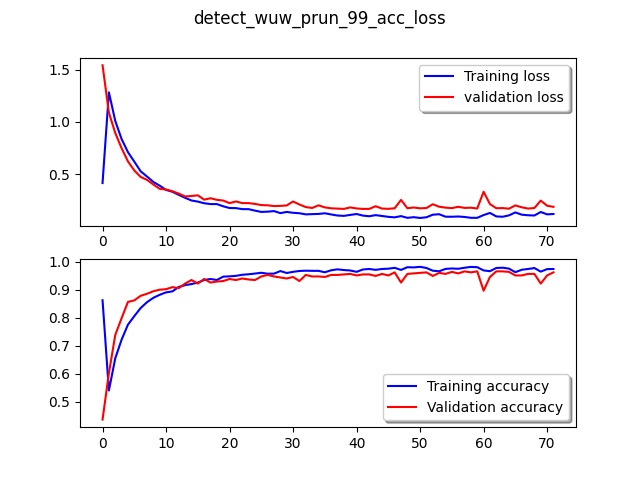 detect_wuw_prun_99_acc_loss
1.5
1.0
0.5
Training loss
validation loss
0 10 20 30 40 50 60 70
1.0
0.9
0.8
0.7
0.6
0.5
Training accuracy
Validation accuracy
0 10 20 30 40 50 60 70